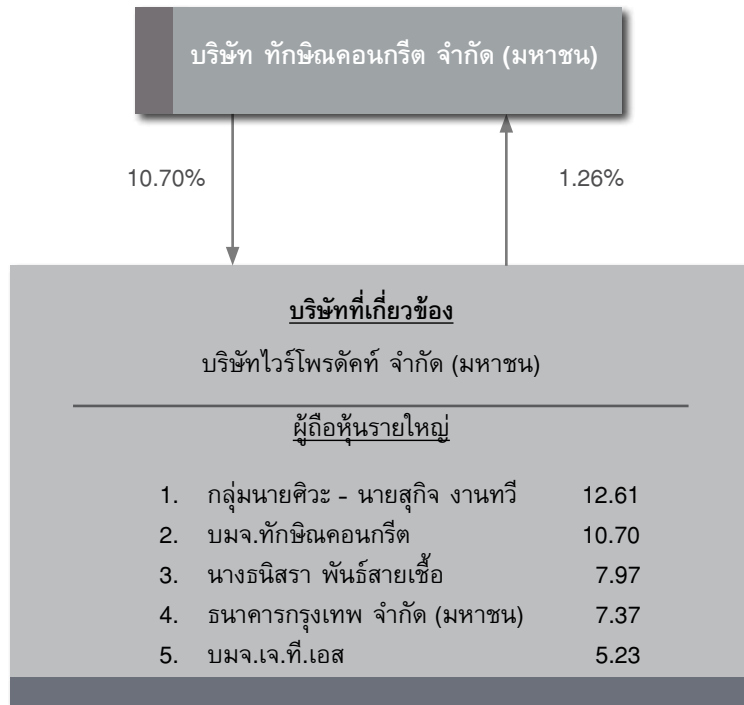 บริษัท ทักษิณคอนกรีต จำกัด (มหาชน)
10.70% 1.26%
บริษัทที่เกี่ยวข้อง
บริษัทไวร์โพรดัคท์ จำกัด (มหาชน)
ผู้ถือหุ้นรายใหญ่
1. กลุ่มนายศิวะ - นายสุกิจ งานทวี 12.61
2. บมจ.ทักษิณคอนกรีต 10.70
3. นางธนิสรา พันธ์สายเชื้อ 7.97
4. ธนาคารกรุงเทพ จำกัด (มหาชน) 7.37
5. บมจ.เจ.ที.เอส 5.23